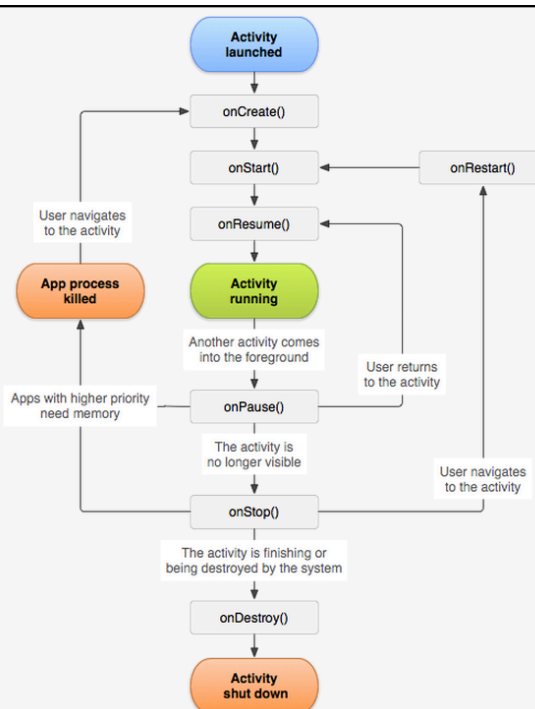 Activity
launched
onCreate()
onStart()
onRestart()
User navigates
to the activity
onResume()
App process
killed
Activity
running
Another activity comes
into the foreground
User returns
to the activity
Apps with higher priority
need memory
onPause()
The activity is
no longer visible
User navigates
to the activity
onStop()
The activity is finishing or
being destroyed by the system
onDestroy()
Activity
shut down